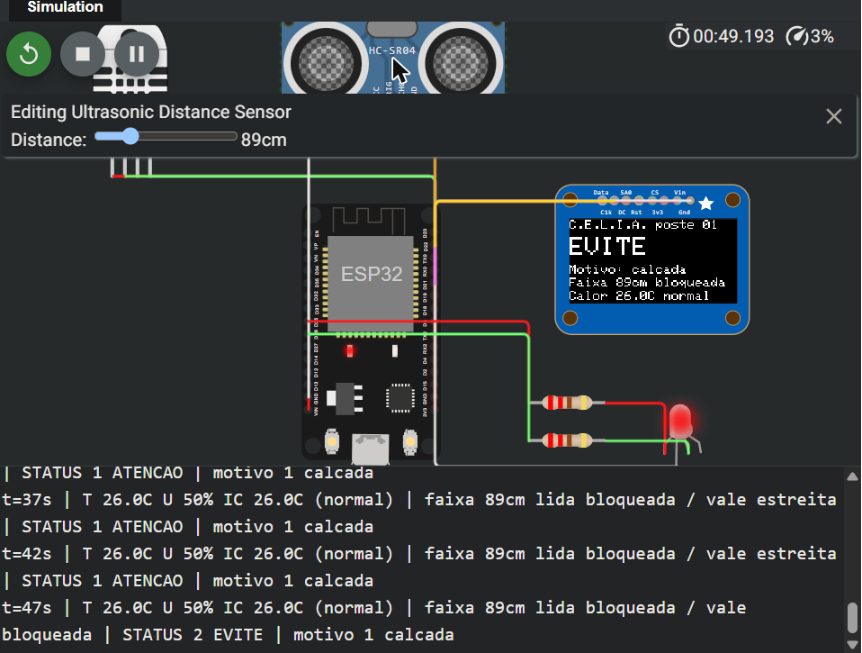 Simulation
HC-SR04
00:49.193 3%
Editing Ultrasonic Distance Sensor
Distance: 89cm
Data SA0 CS Vin
Clk DC Rst 3v3 Gnd
C.E.L.I.A. poste 01
EVITE
Motivo: calcada
Faixa 89cm bloqueada
Calor 26.0C normal
ESP32
| STATUS 1 ATENCAO | motivo 1 calcada
t=37s | T 26.0C U 50% IC 26.0C (normal) | faixa 89cm lida bloqueada / vale estreita
| STATUS 1 ATENCAO | motivo 1 calcada
t=42s | T 26.0C U 50% IC 26.0C (normal) | faixa 89cm lida bloqueada / vale estreita
| STATUS 1 ATENCAO | motivo 1 calcada
t=47s | T 26.0C U 50% IC 26.0C (normal) | faixa 89cm lida bloqueada / vale
bloqueada | STATUS 2 EVITE | motivo 1 calcada